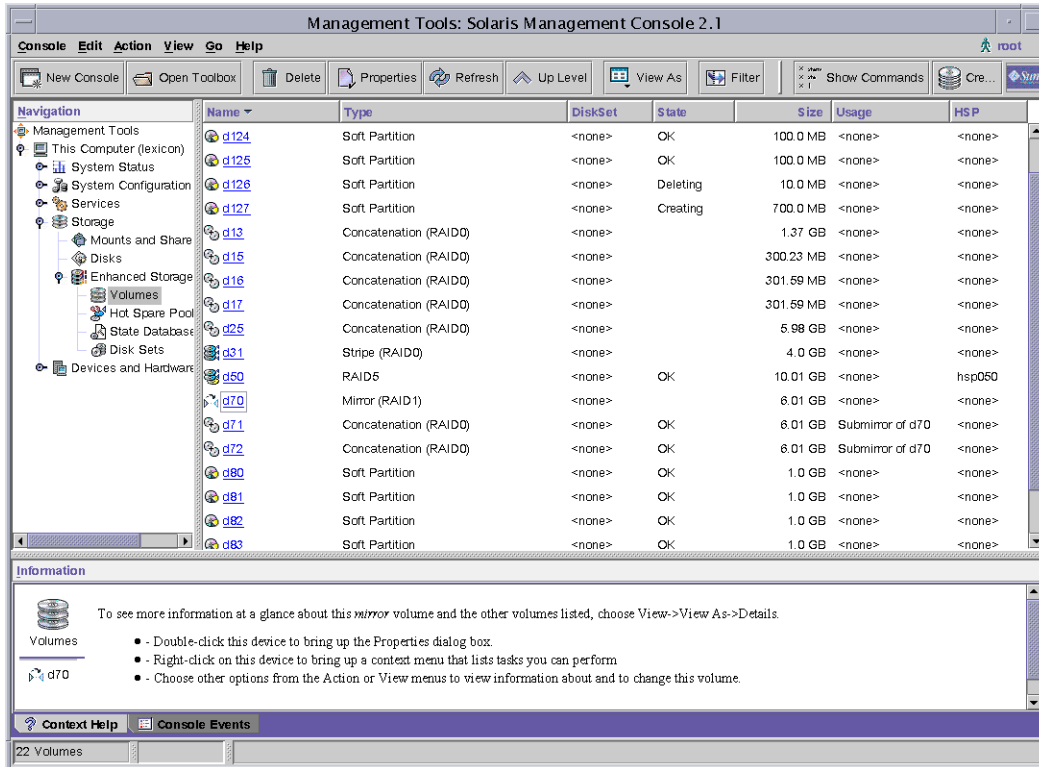 Management Tools: Solaris Management Console 2.1
Console Edit Action View Go Help root
New Console Open Toolbox Delete Properties Refresh Up Level View As Filter Show Commands Cre... Sun
Navigation
Management Tools
This Computer (lexicon)
System Status
System Configuration
Services
Storage
Mounts and Share
Disks
Enhanced Storage
Volumes
Hot Spare Pool
State Database
Disk Sets
Devices and Hardware
Name Type DiskSet State Size Usage HSP
d124 Soft Partition <none> OK 100.0 MB <none> <none>
d125 Soft Partition <none> OK 100.0 MB <none> <none>
d126 Soft Partition <none> Deleting 10.0 MB <none> <none>
d127 Soft Partition <none> Creating 700.0 MB <none> <none>
d13 Concatenation (RAID0) <none> 1.37 GB <none> <none>
d15 Concatenation (RAID0) <none> 300.23 MB <none> <none>
d16 Concatenation (RAID0) <none> 301.59 MB <none> <none>
d17 Concatenation (RAID0) <none> 301.59 MB <none> <none>
d25 Concatenation (RAID0) <none> 5.98 GB <none> <none>
d31 Stripe (RAID0) <none> 4.0 GB <none> <none>
d50 RAID5 <none> OK 10.01 GB <none> hsp050
d70 Mirror (RAID1) <none> 6.01 GB <none> <none>
d71 Concatenation (RAID0) <none> OK 6.01 GB Submirror of d70 <none>
d72 Concatenation (RAID0) <none> OK 6.01 GB Submirror of d70 <none>
d80 Soft Partition <none> OK 1.0 GB <none> <none>
d81 Soft Partition <none> OK 1.0 GB <none> <none>
d82 Soft Partition <none> OK 1.0 GB <none> <none>
d83 Soft Partition <none> OK 1.0 GB <none> <none>
Information
Volumes
d70
To see more information at a glance about this mirror volume and the other volumes listed, choose View->View As->Details.
● - Double-click this device to bring up the Properties dialog box.
● - Right-click on this device to bring up a context menu that lists tasks you can perform
● - Choose other options from the Action or View menus to view information about and to change this volume.
Context Help Console Events
22 Volumes